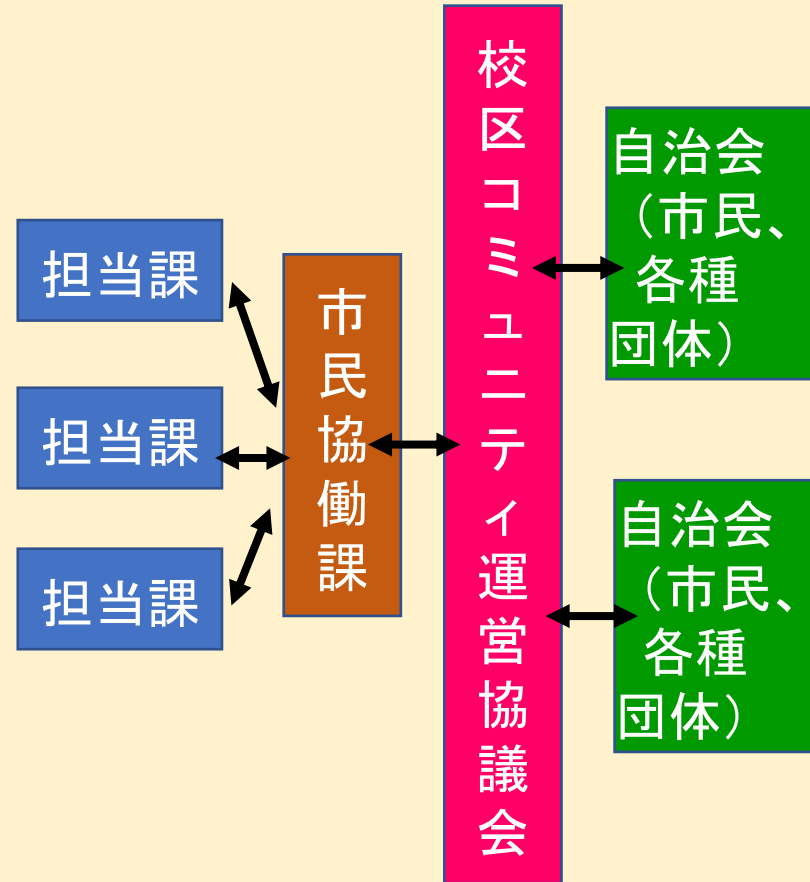 担当課
担当課
担当課
市民協働課
校区コミュニティ運営協議会
自治会
（市民、
各種
団体）
自治会
（市民、
各種
団体）